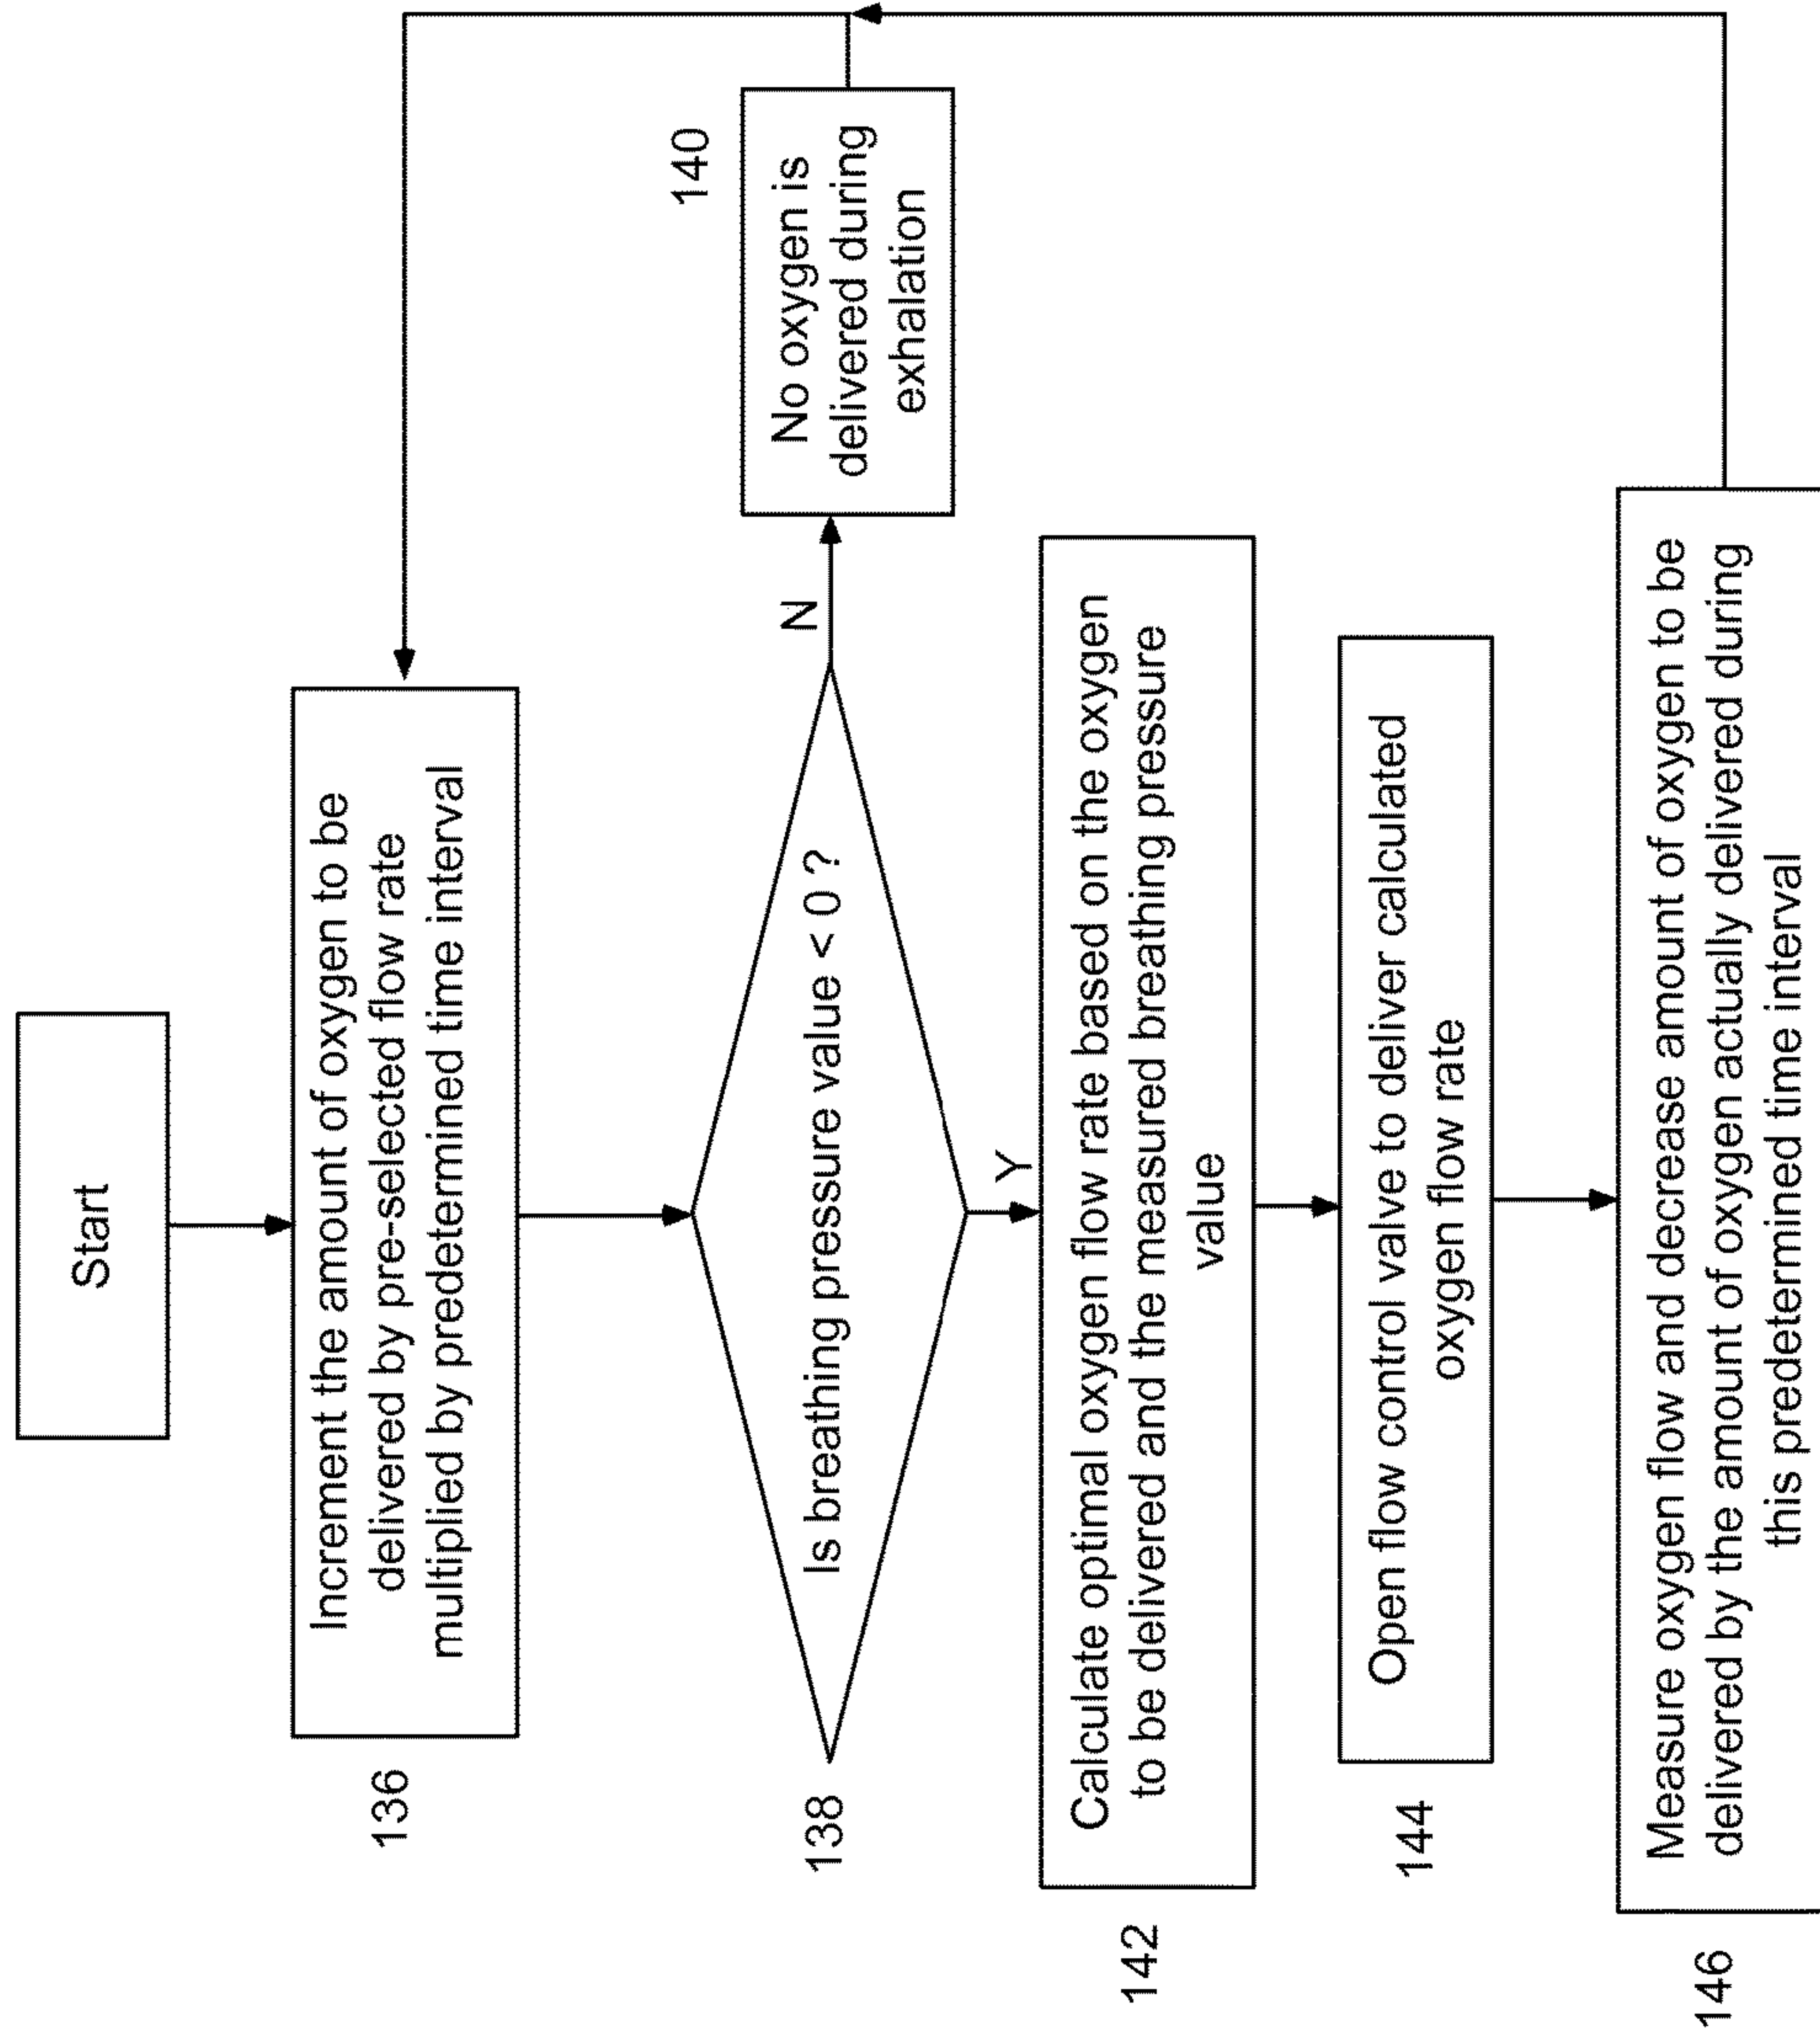 Start
136
Increment the amount of oxygen to be
delivered by pre-selected flow rate
multiplied by predetermined time interval
138
Is breathing pressure value < 0 ?
N
140
No oxygen is
delivered during
exhalation
Y
142
Calculate optimal oxygen flow rate based on the oxygen
to be delivered and the measured breathing pressure
value
144
Open flow control valve to deliver calculated
oxygen flow rate
146
Measure oxygen flow and decrease amount of oxygen to be
delivered by the amount of oxygen actually delivered during
this predetermined time interval